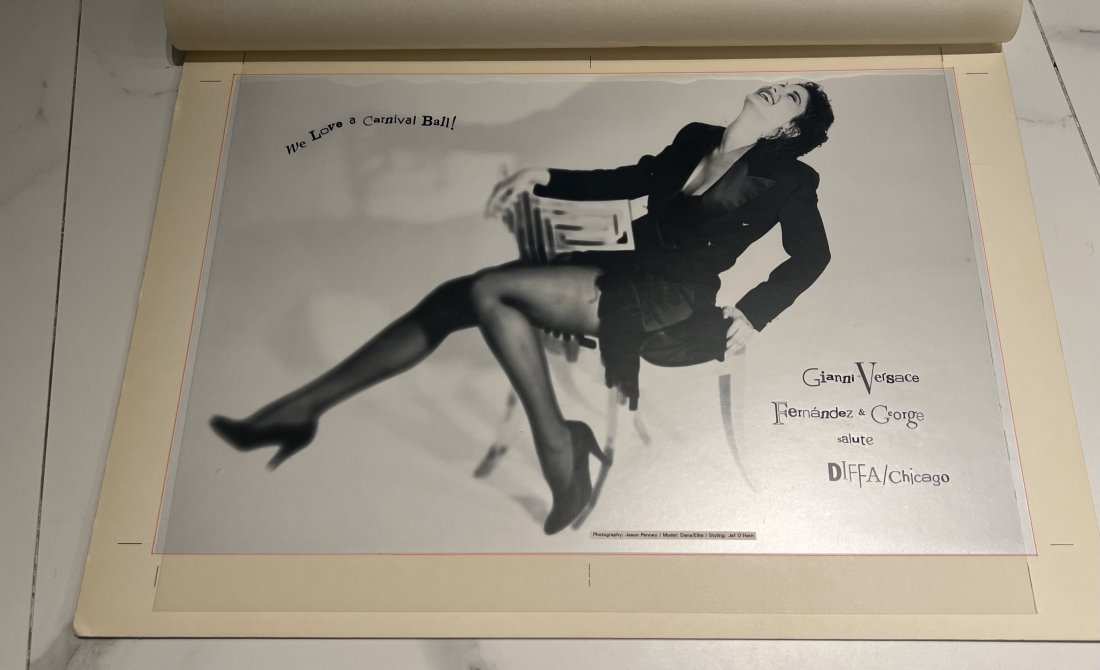 We Love a Carnival Ball!
Gianni Versace
Fernández & George
salute
DIFFA/Chicago
Photography: Jason Penney / Model: Dana/Elite / Styling: Jef O'Hern